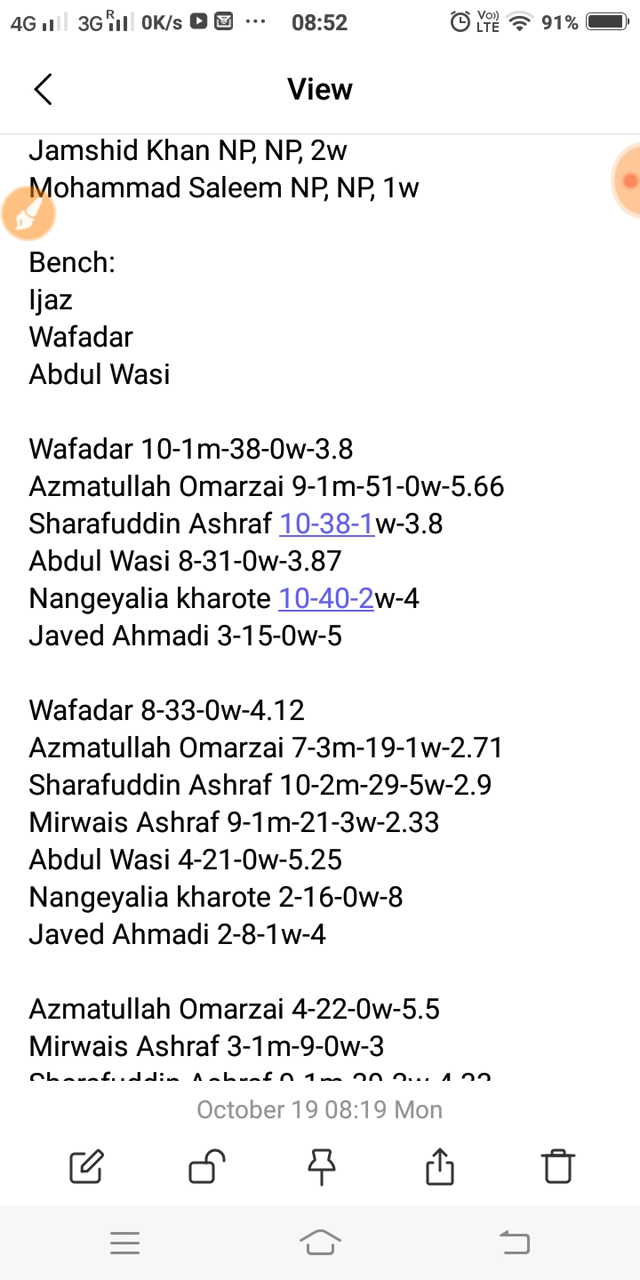 4G 3G R 0K/s ... 08:52 Vo)) LTE 91%
View
Jamshid Khan NP, NP, 2w
Mohammad Saleem NP, NP, 1w
Bench:
Ijaz
Wafadar
Abdul Wasi
Wafadar 10-1m-38-0w-3.8
Azmatullah Omarzai 9-1m-51-0w-5.66
Sharafuddin Ashraf 10-38-1w-3.8
Abdul Wasi 8-31-0w-3.87
Nangeyalia kharote 10-40-2w-4
Javed Ahmadi 3-15-0w-5
Wafadar 8-33-0w-4.12
Azmatullah Omarzai 7-3m-19-1w-2.71
Sharafuddin Ashraf 10-2m-29-5w-2.9
Mirwais Ashraf 9-1m-21-3w-2.33
Abdul Wasi 4-21-0w-5.25
Nangeyalia kharote 2-16-0w-8
Javed Ahmadi 2-8-1w-4
Azmatullah Omarzai 4-22-0w-5.5
Mirwais Ashraf 3-1m-9-0w-3
Sharafuddin Ashraf
October 19 08:19 Mon